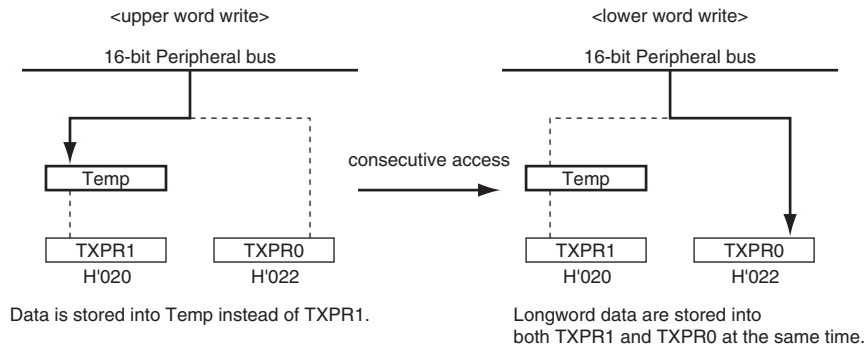 <upper word write>
16-bit Peripheral bus
Temp
TXPR1 TXPR0
H'020 H'022
Data is stored into Temp instead of TXPR1.
consecutive access
<lower word write>
16-bit Peripheral bus
Temp
TXPR1 TXPR0
H'020 H'022
Longword data are stored into
both TXPR1 and TXPR0 at the same time.